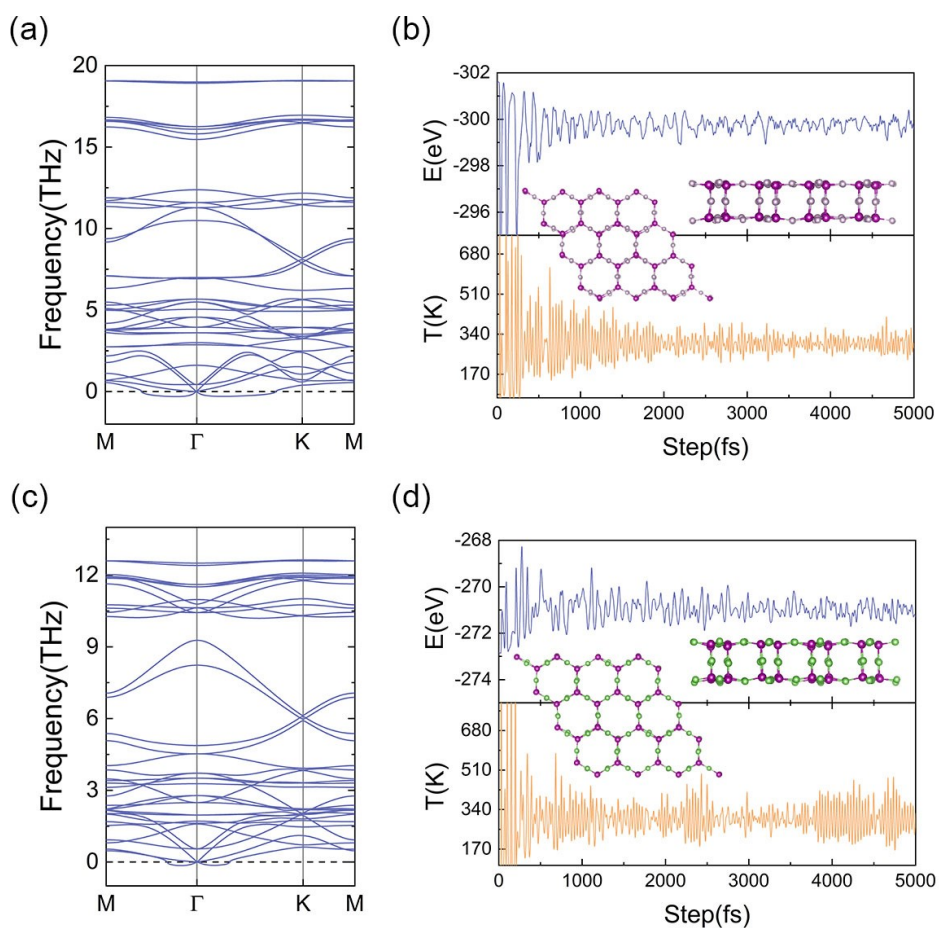 (a)
Frequency(THz)
20
15
10
5
0
M Γ K M
(b)
E(eV)
-302
-300
-298
-296
T(K)
680
510
340
170
0 1000 2000 3000 4000 5000
Step(fs)
(c)
Frequency(THz)
12
9
6
3
0
M Γ K M
(d)
E(eV)
-268
-270
-272
-274
T(K)
680
510
340
170
0 1000 2000 3000 4000 5000
Step(fs)